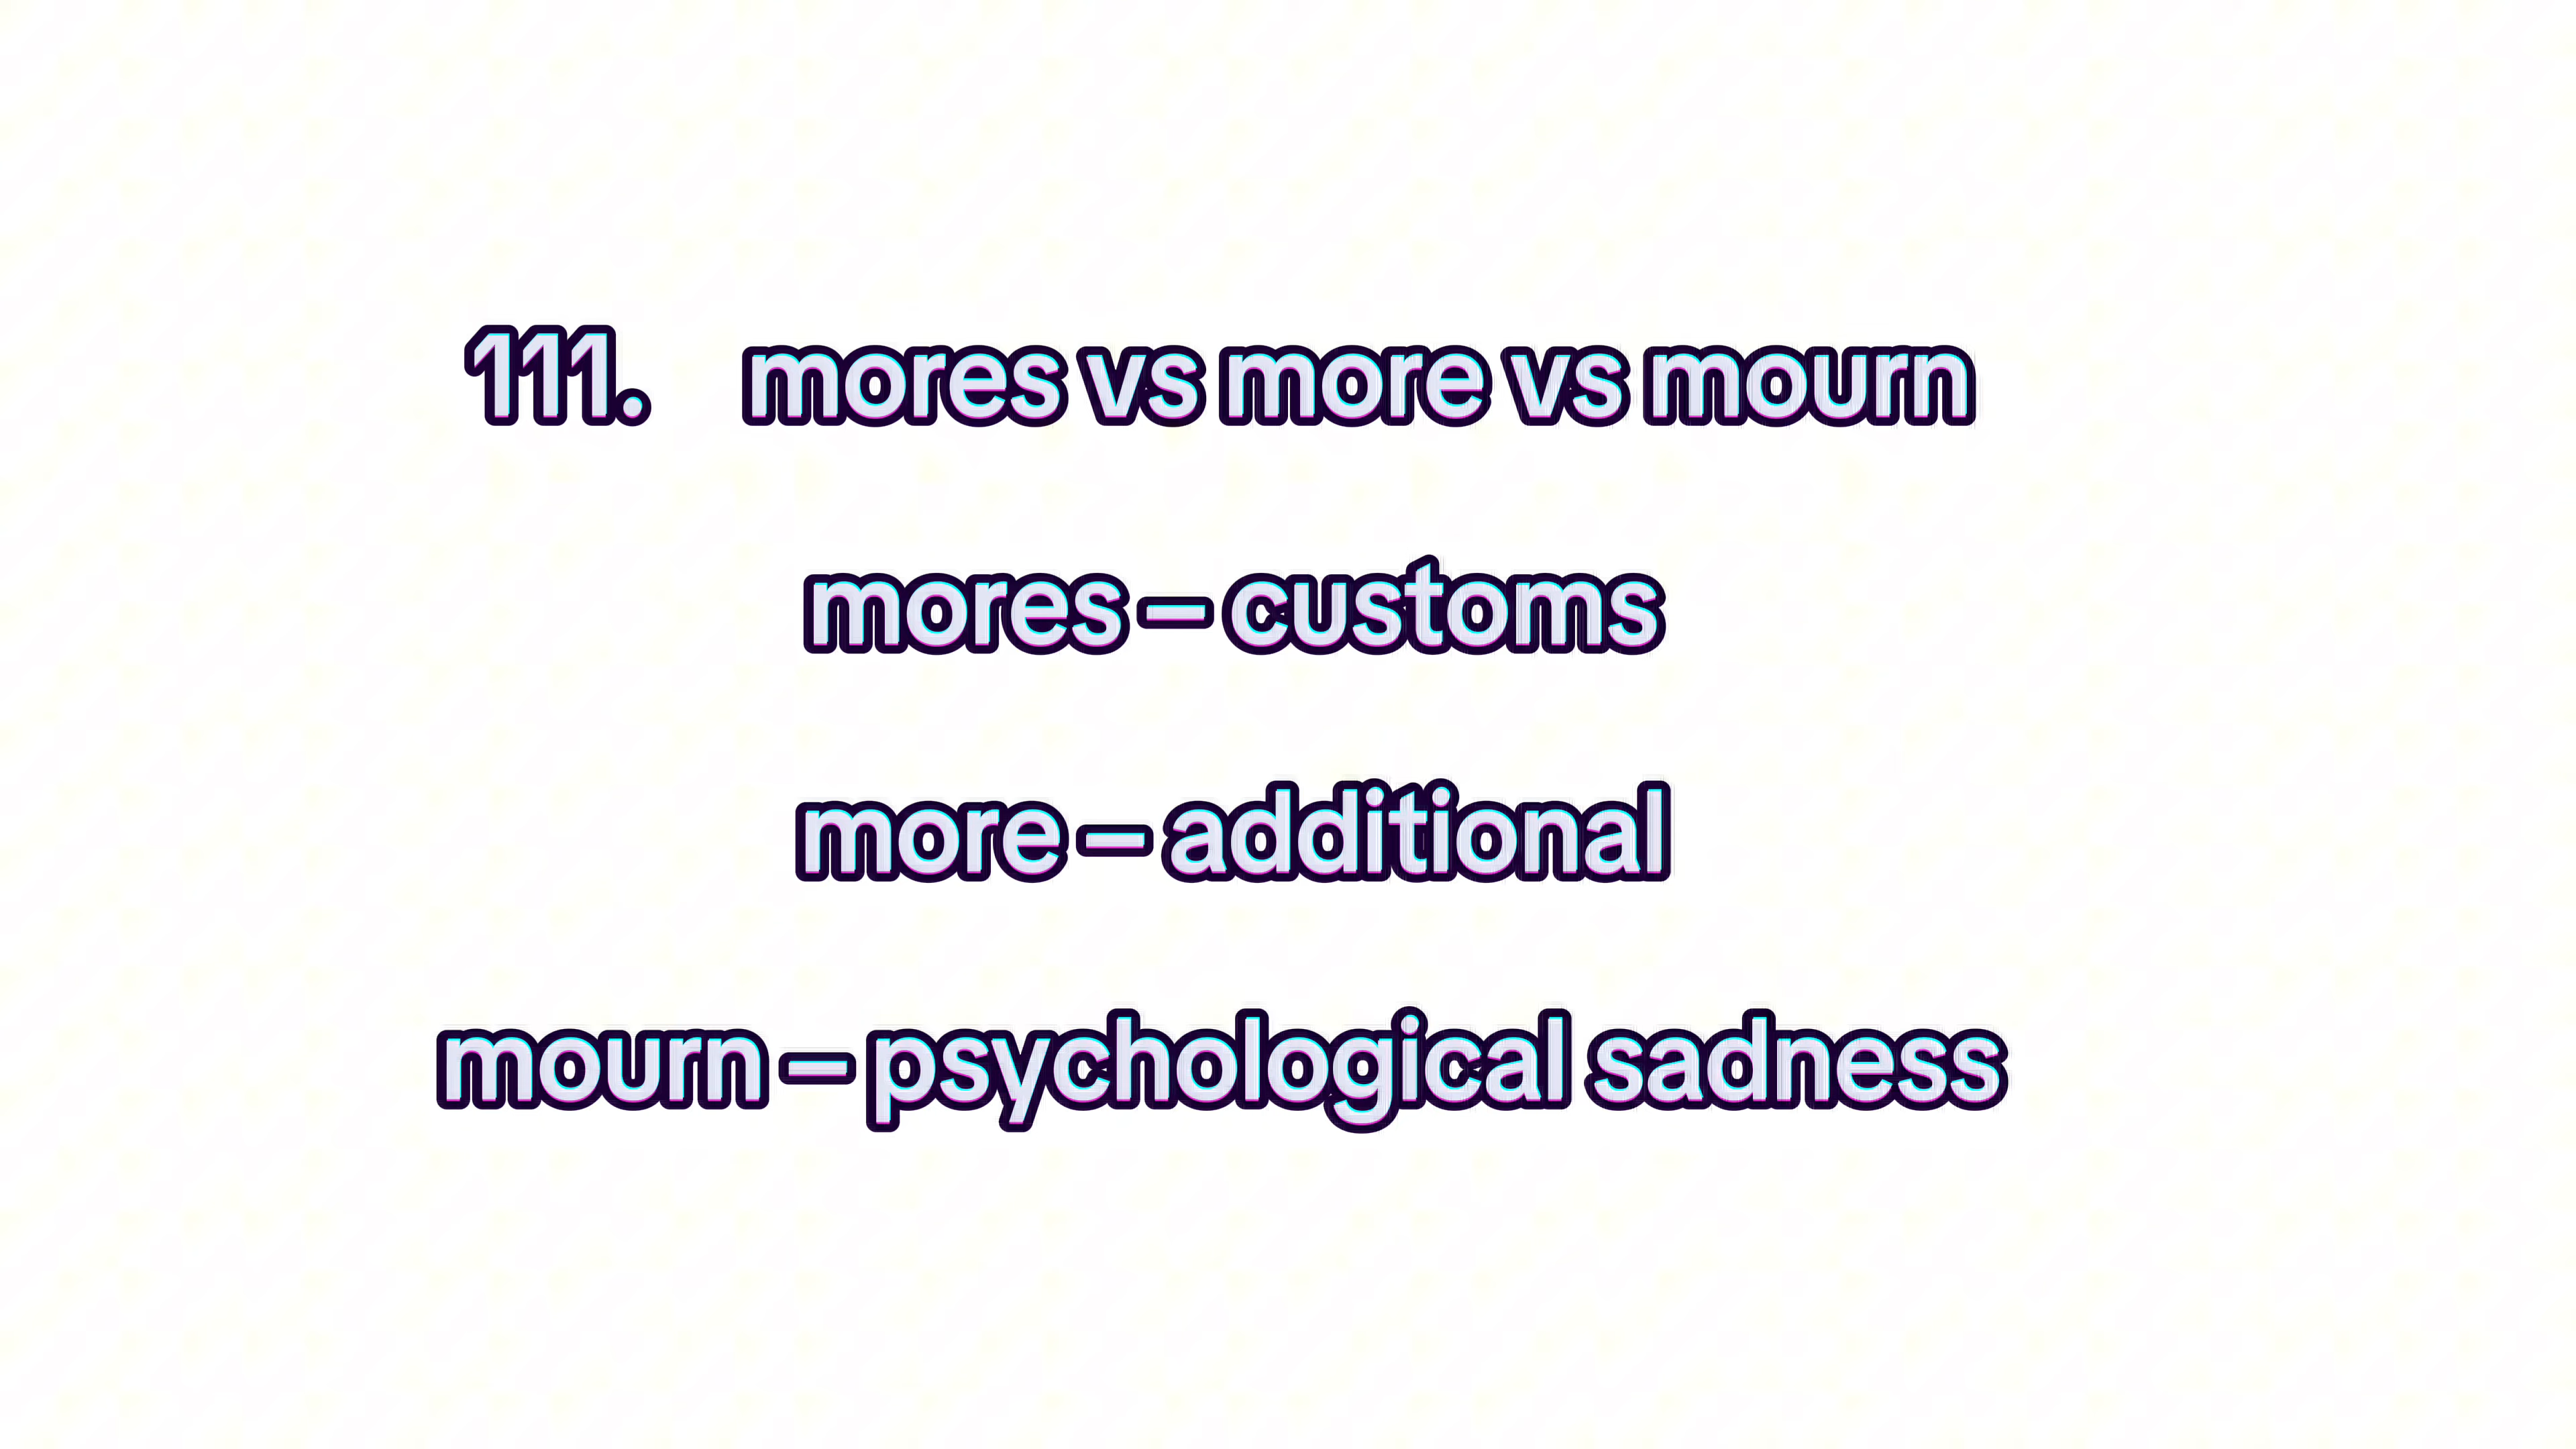 111. mores vs more vs mourn
mores – customs
more – additional
mourn – psychological sadness